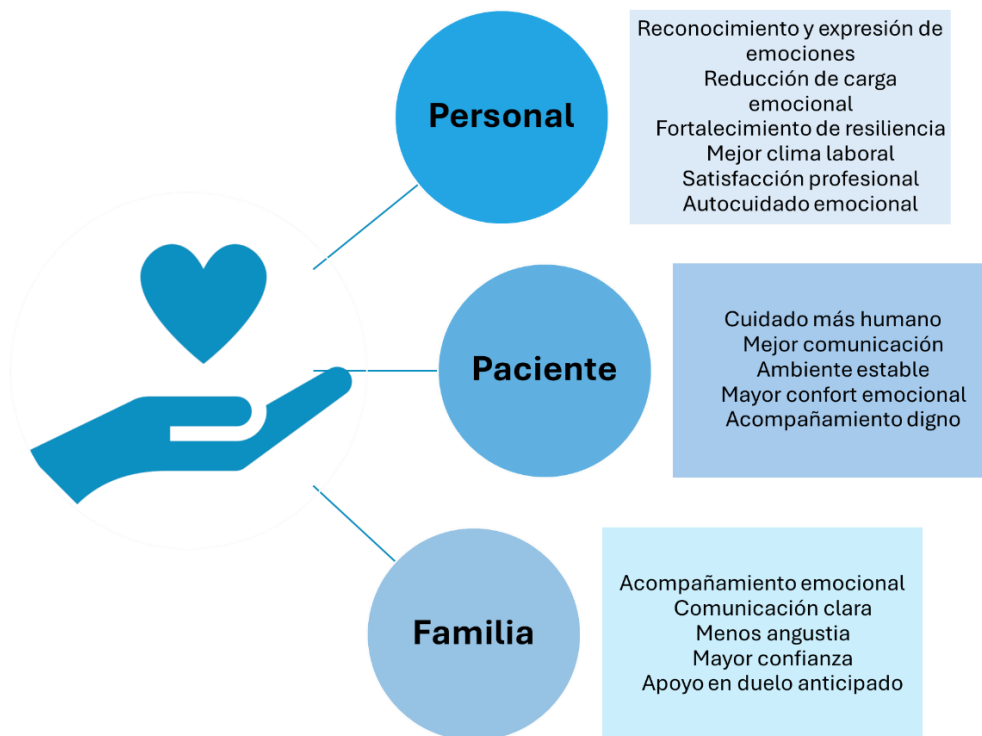 Personal
Reconocimiento y expresión de
emociones
Reducción de carga
emocional
Fortalecimiento de resiliencia
Mejor clima laboral
Satisfacción profesional
Autocuidado emocional
Paciente
Cuidado más humano
Mejor comunicación
Ambiente estable
Mayor confort emocional
Acompañamiento digno
Familia
Acompañamiento emocional
Comunicación clara
Menos angustia
Mayor confianza
Apoyo en duelo anticipado